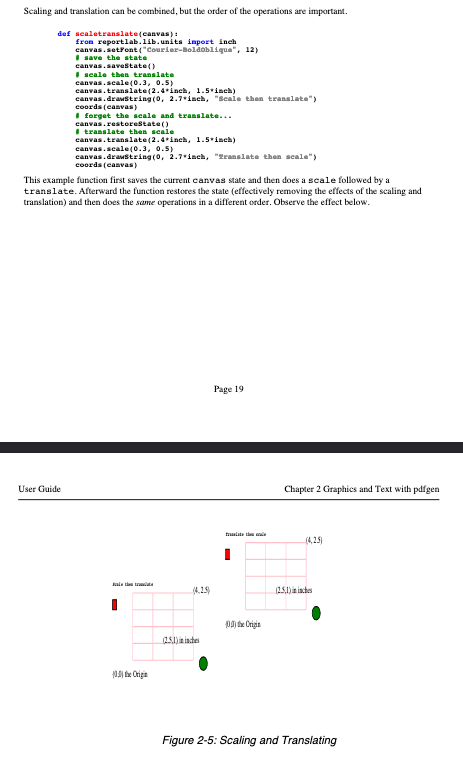 Scaling and translation can be combined, but the order of the operations are important.
def scaletranslate(canvas):
from reportlab.lib.units import inch
canvas.setFont("Courier-BoldOblique", 12)
# save the state
canvas.saveState()
# scale then translate
canvas.scale(0.3, 0.5)
canvas.translate(2.4*inch, 1.5*inch)
canvas.drawString(0, 2.7*inch, "Scale then translate")
coords(canvas)
# forget the scale and translate...
canvas.restoreState()
# translate then scale
canvas.translate(2.4*inch, 1.5*inch)
canvas.scale(0.3, 0.5)
canvas.drawString(0, 2.7*inch, "Translate then scale")
coords(canvas)
This example function first saves the current canvas state and then does a scale followed by a
translate. Afterward the function restores the state (effectively removing the effects of the scaling and
translation) and then does the same operations in a different order. Observe the effect below.
Page 19
User Guide Chapter 2 Graphics and Text with pdfgen
Translate then scale
(4, 2.5)
(2.5,1) in inches
(0,0) the Origin
Scale then translate
(4, 2.5)
(2.5,1) in inches
(0,0) the Origin
Figure 2-5: Scaling and Translating